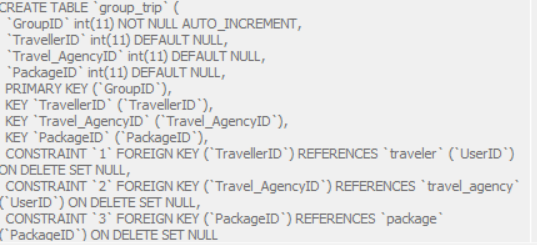 CREATE TABLE `group_trip` (
`GroupID` int(11) NOT NULL AUTO_INCREMENT,
`TravellerID` int(11) DEFAULT NULL,
`Travel_AgencyID` int(11) DEFAULT NULL,
`PackageID` int(11) DEFAULT NULL,
PRIMARY KEY (`GroupID`),
KEY `TravellerID` (`TravellerID`),
KEY `Travel_AgencyID` (`Travel_AgencyID`),
KEY `PackageID` (`PackageID`),
CONSTRAINT `1` FOREIGN KEY (`TravellerID`) REFERENCES `traveler` (`UserID`)
ON DELETE SET NULL,
CONSTRAINT `2` FOREIGN KEY (`Travel_AgencyID`) REFERENCES `travel_agency`
(`UserID`) ON DELETE SET NULL,
CONSTRAINT `3` FOREIGN KEY (`PackageID`) REFERENCES `package`
(`PackageID`) ON DELETE SET NULL